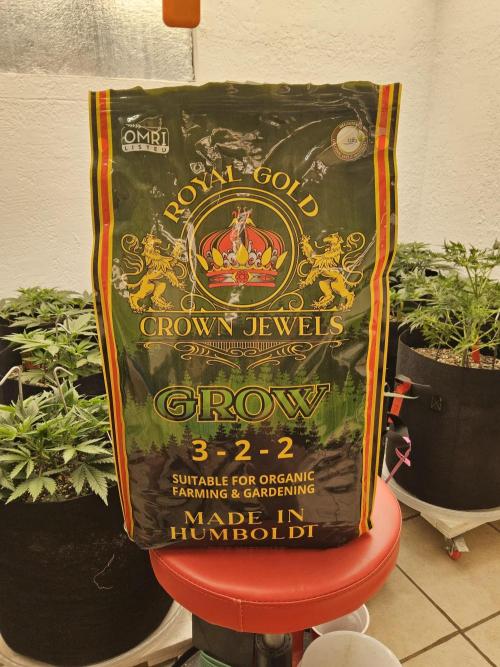 OMRI
LISTED
ROYAL GOLD
CROWN JEWELS
GROW
3-2-2
SUITABLE FOR ORGANIC
FARMING & GARDENING
MADE IN
HUMBOLDT